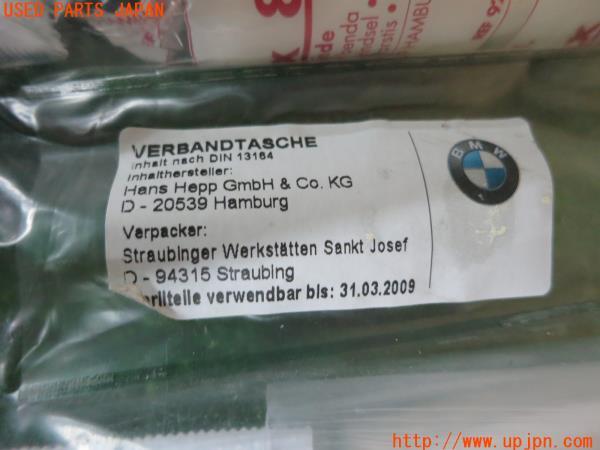 USED PARTS JAPAN
x 8
VERBANDTASCHE
Inhalt nach DIN 13164
Inhalthersteller:
Hans Hepp GmbH & Co. KG
D - 20539 Hamburg
Verpacker:
Straubinger Werkstätten Sankt Josef
D - 94315 Straubing
verwendbar bis: 31.03.2009
BMW
http://www.upjpn.com/